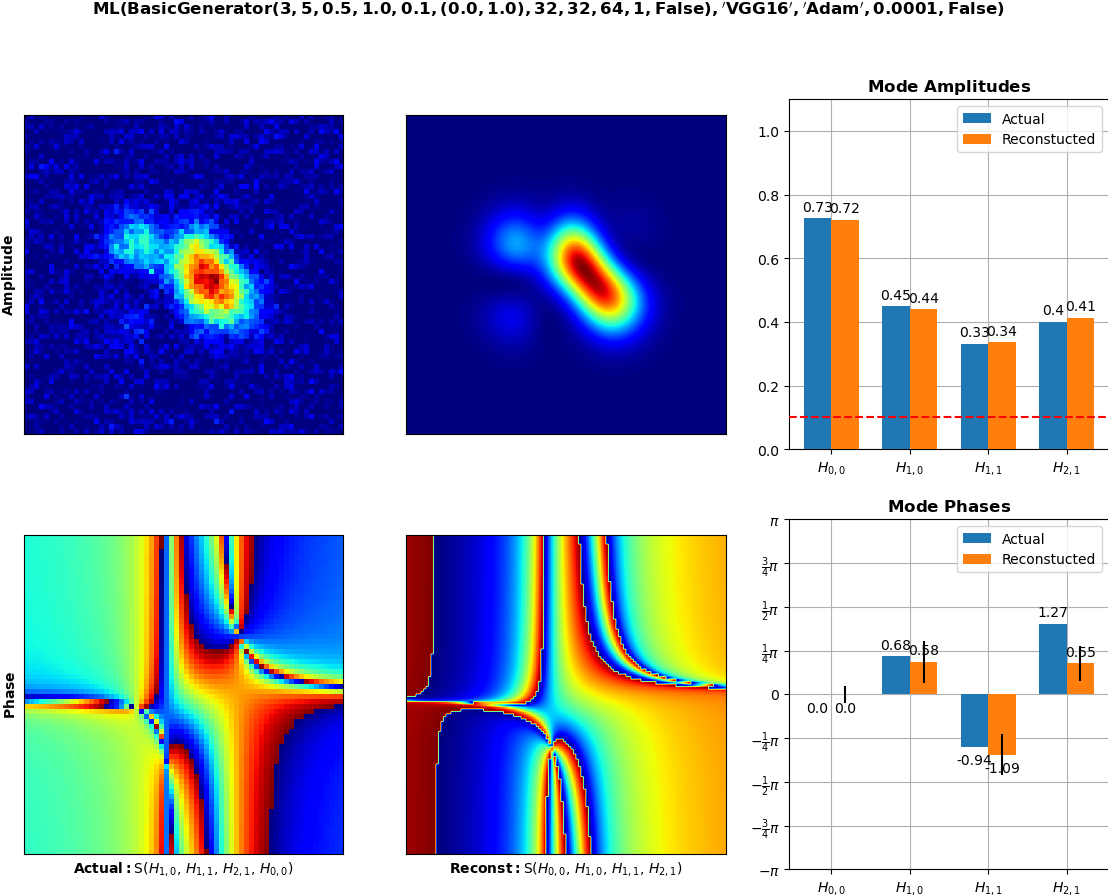 ML(BasicGenerator(3, 5, 0.5, 1.0, 0.1, (0.0, 1.0), 32, 32, 64, 1, False), ′VGG16′, ′Adam′, 0.0001, False)
Amplitude
Mode Amplitudes
Actual
Reconstucted
1.0
0.8
0.6
0.4
0.2
0.0
0.73
0.72
0.45
0.44
0.33
0.34
0.4
0.41
H0, 0
H1, 0
H1, 1
H2, 1
Phase
Actual: S(H1, 0, H1, 1, H2, 1, H0, 0)
Reconst: S(H0, 0, H1, 0, H1, 1, H2, 1)
Mode Phases
Actual
Reconstucted
π
3/4π
1/2π
1/4π
0
−1/4π
−1/2π
−3/4π
−π
0.0
0.0
0.68
0.58
-0.94
-1.09
1.27
0.55
H0, 0
H1, 0
H1, 1
H2, 1